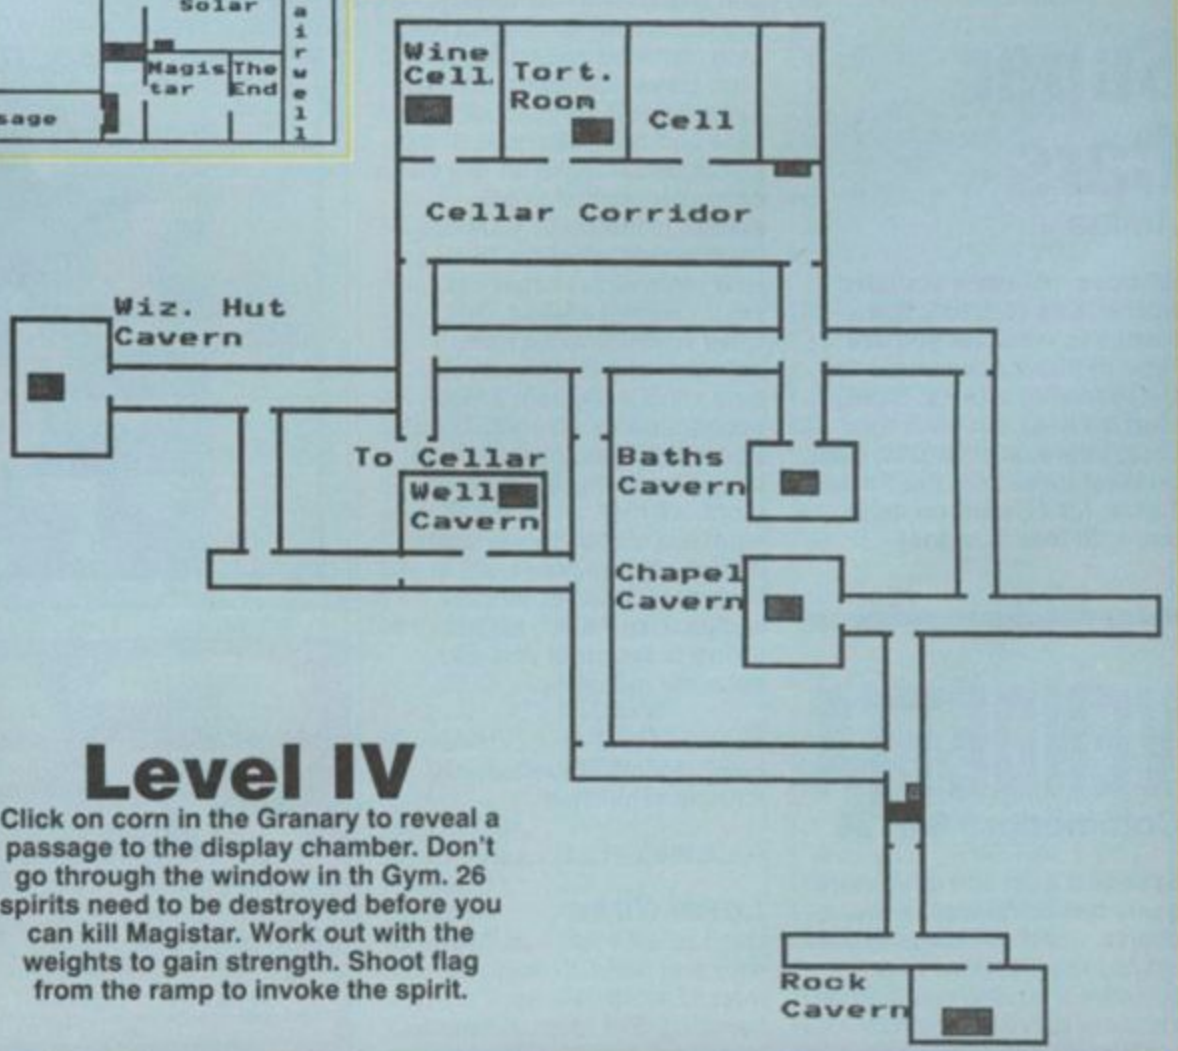 Solar
a
i
r
w
e
l
l
Magis
tar
The
End
sage
Wine
Cell
Tort.
Room
Cell
Cellar Corridor
Wiz. Hut
Cavern
To Cellar
Well
Cavern
Baths
Cavern
Chapel
Cavern
Rock
Cavern
Level IV
Click on corn in the Granary to reveal a
passage to the display chamber. Don't
go through the window in th Gym. 26
spirits need to be destroyed before you
can kill Magistar. Work out with the
weights to gain strength. Shoot flag
from the ramp to invoke the spirit.